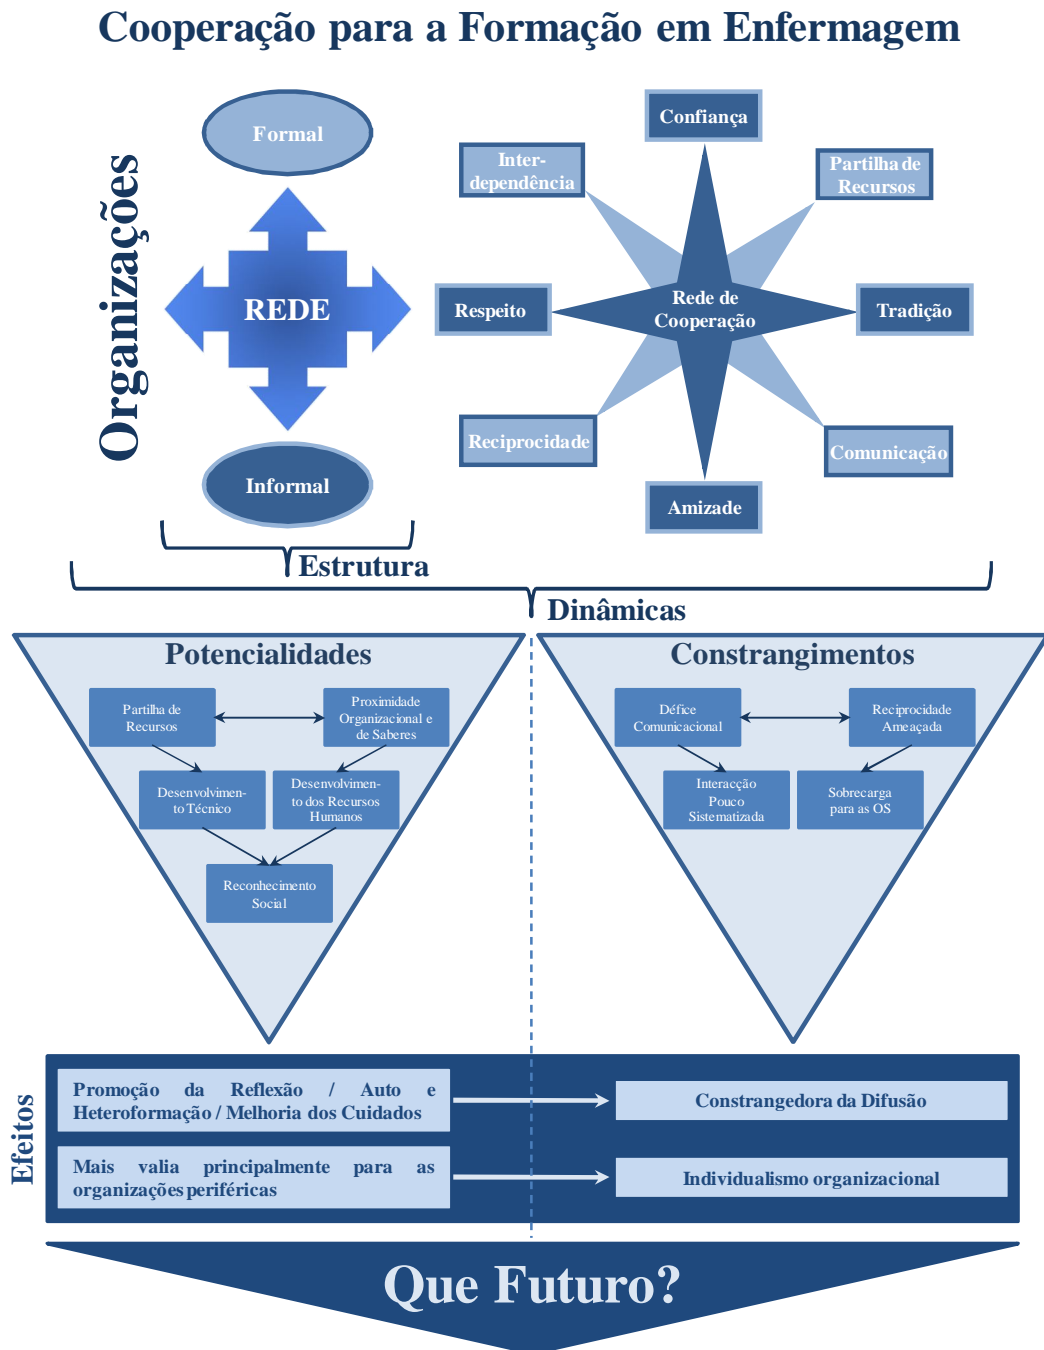 Cooperação para a Formação em Enfermagem
Organizações
Formal
REDE
Informal
Confiança
Inter-
dependência
Partilha de
Recursos
Respeito
Rede de
Cooperação
Tradição
Reciprocidade
Comunicação
Amizade
Estrutura
Dinâmicas
Potencialidades
Partilha de
Recursos
Proximidade
Organizacional e
de Saberes
Desenvolvimen-
to Técnico
Desenvolvimen-
to dos Recursos
Humanos
Reconhecimento
Social
Constrangimentos
Défice
Comunicacional
Reciprocidade
Ameaçada
Interacção
Pouco
Sistematizada
Sobrecarga
para as OS
Efeitos
Promoção da Reflexão / Auto e
Heteroformação / Melhoria dos Cuidados
Constrangedora da Difusão
Mais valia principalmente para as
organizações periféricas
Individualismo organizacional
Que Futuro?